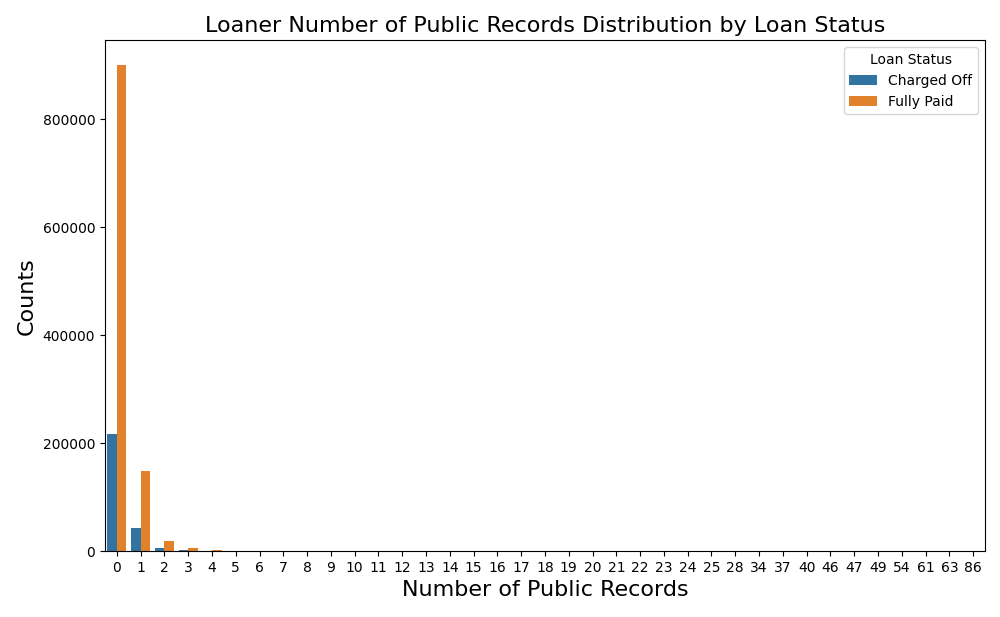 Loaner Number of Public Records Distribution by Loan Status
Loan Status
Charged Off
Fully Paid
800000
600000
400000
200000
0
Counts
0 1 2 3 4 5 6 7 8 9 10 11 12 13 14 15 16 17 18 19 20 21 22 23 24 25 28 34 37 40 46 47 49 54 61 63 86
Number of Public Records